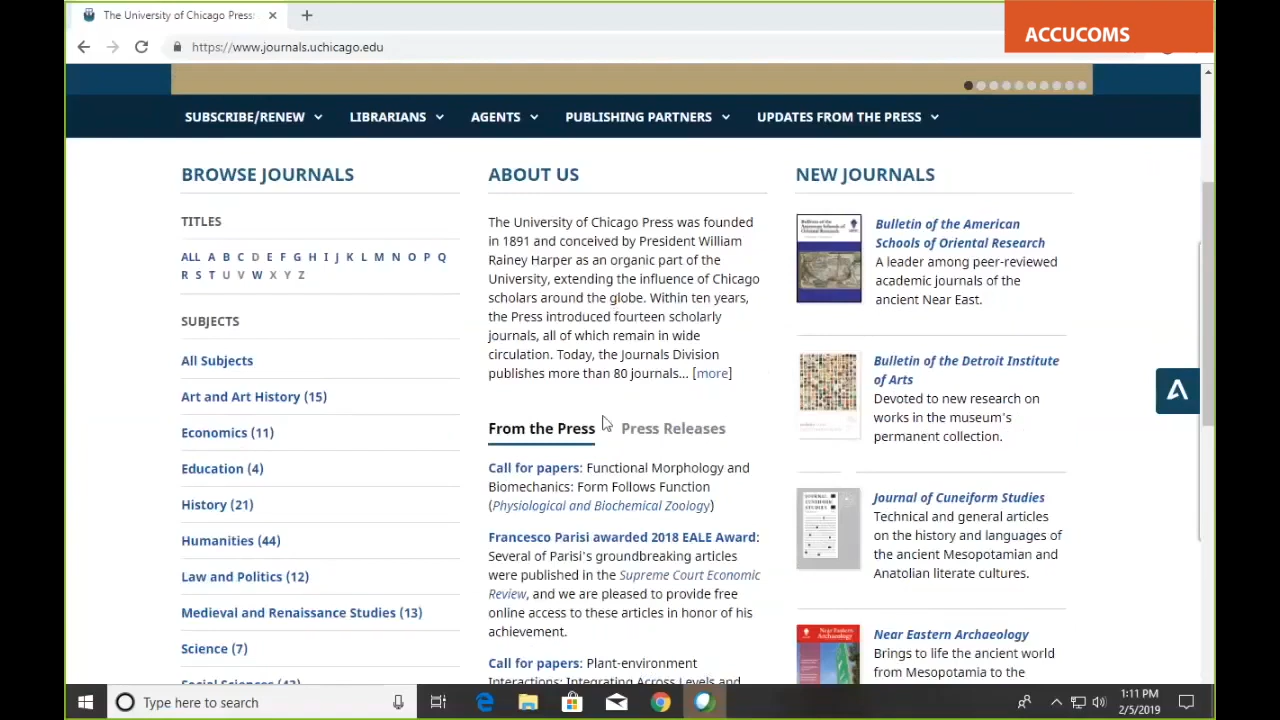 The University of Chicago Press:
ACCUCOMS
https://www.journals.uchicago.edu
SUBSCRIBE/RENEW
LIBRARIANS
AGENTS
PUBLISHING PARTNERS
UPDATES FROM THE PRESS
BROWSE JOURNALS
TITLES
ALL A B C D E F G H I J K L M N O P Q
R S T U V W X Y Z
SUBJECTS
All Subjects
Art and Art History (15)
Economics (11)
Education (4)
History (21)
Humanities (44)
Law and Politics (12)
Medieval and Renaissance Studies (13)
Science (7)
ABOUT US
The University of Chicago Press was founded
in 1891 and conceived by President William
Rainey Harper as an organic part of the
University, extending the influence of Chicago
scholars around the globe. Within ten years,
the Press introduced fourteen scholarly
journals, all of which remain in wide
circulation. Today, the Journals Division
publishes more than 80 journals... [more]
From the Press
Press Releases
Call for papers: Functional Morphology and
Biomechanics: Form Follows Function
(Physiological and Biochemical Zoology)
Francesco Parisi awarded 2018 EALE Award:
Several of Parisi's groundbreaking articles
were published in the Supreme Court Economic
Review, and we are pleased to provide free
online access to these articles in honor of his
achievement.
Call for papers: Plant-environment
Interactions: Integrating Across Levels and
NEW JOURNALS
Bulletin of the American
Schools of Oriental Research
A leader among peer-reviewed
academic journals of the
ancient Near East.
Bulletin of the Detroit Institute
of Arts
Devoted to new research on
works in the museum's
permanent collection.
Journal of Cuneiform Studies
Technical and general articles
on the history and languages of
the ancient Mesopotamian and
Anatolian literate cultures.
Near Eastern Archaeology
Brings to life the ancient world
from Mesopotamia to the
Type here to search
1:11 PM
2/5/2019